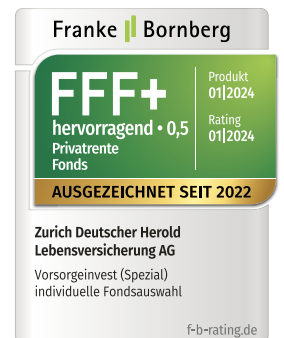 Franke Bornberg
FFF+
hervorragend • 0,5
Privatrente
Fonds
Produkt
01|2024
Rating
01|2024
AUSGEZEICHNET SEIT 2022
Zurich Deutscher Herold
Lebensversicherung AG
Vorsorgeinvest (Spezial)
individuelle Fondsauswahl
f-b-rating.de